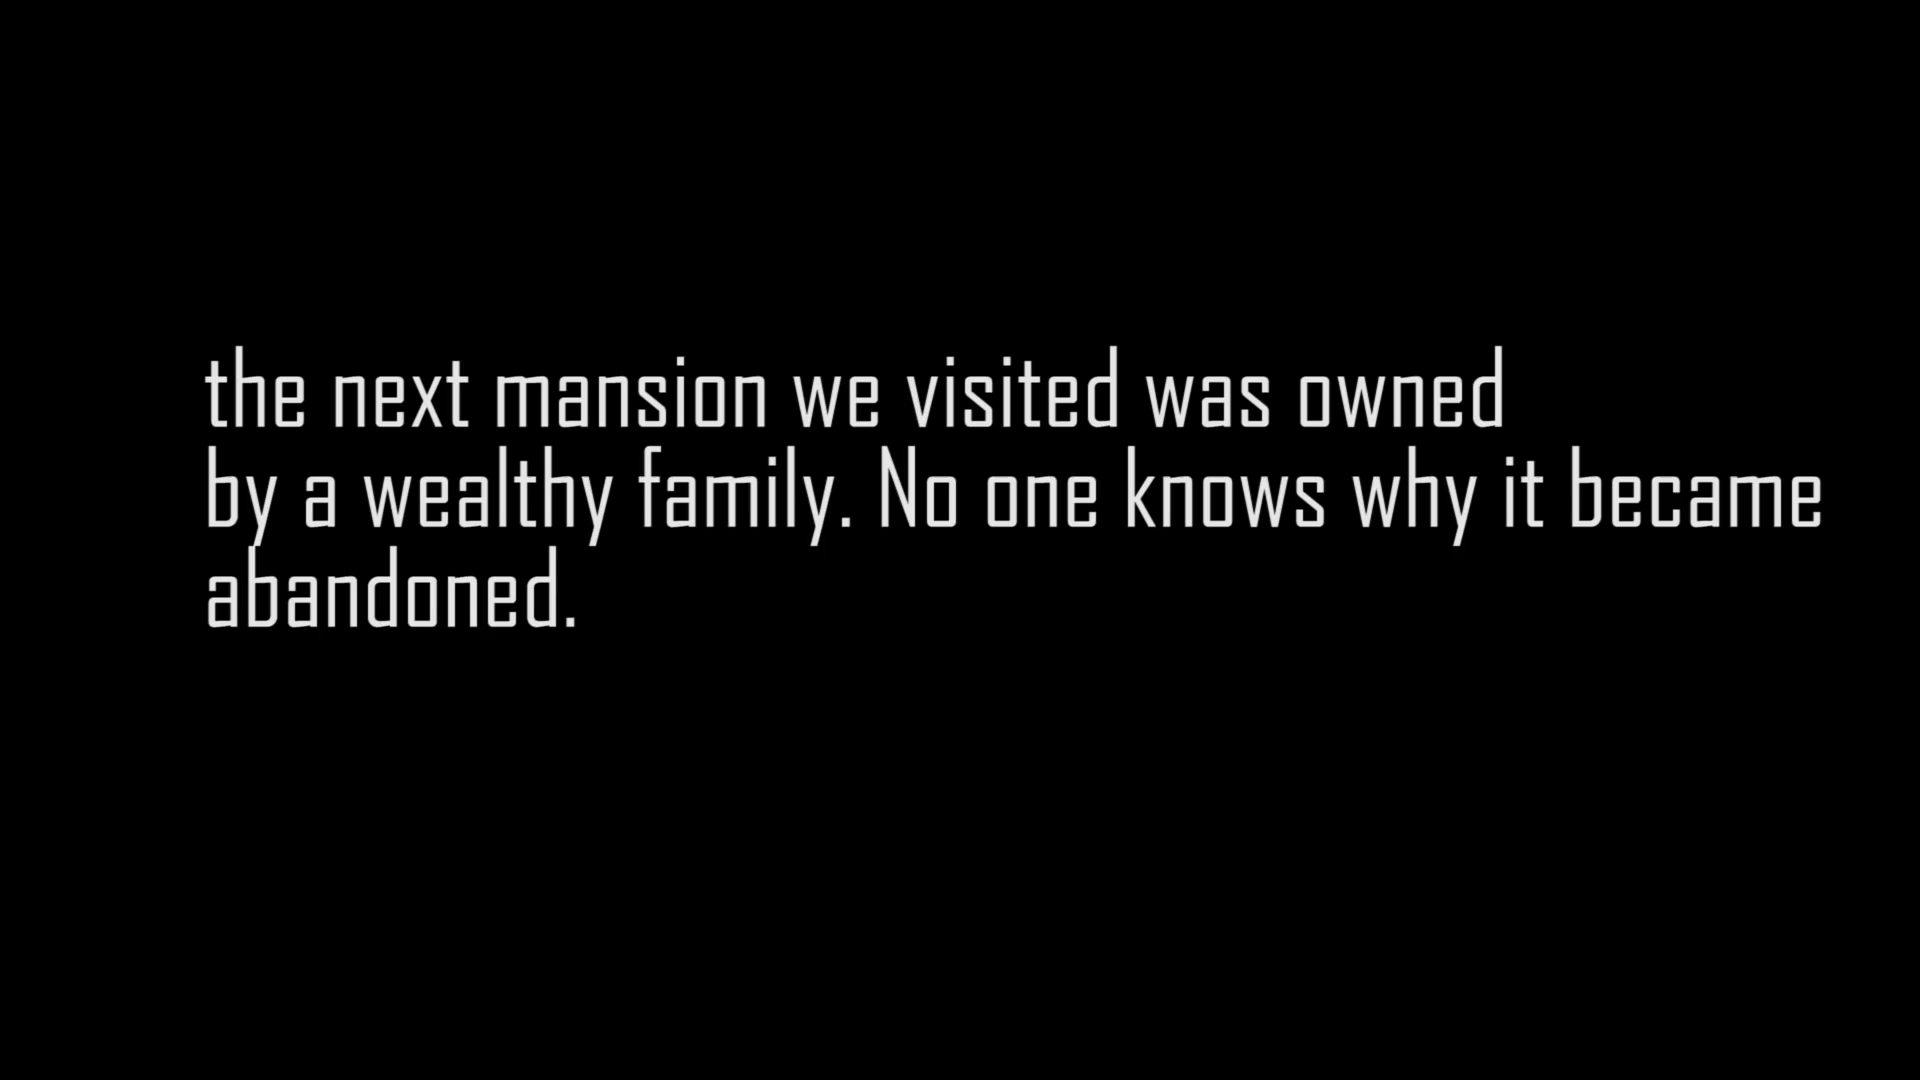 the next mansion we visited was owned
by a wealthy family. No one knows why it became
abandoned.